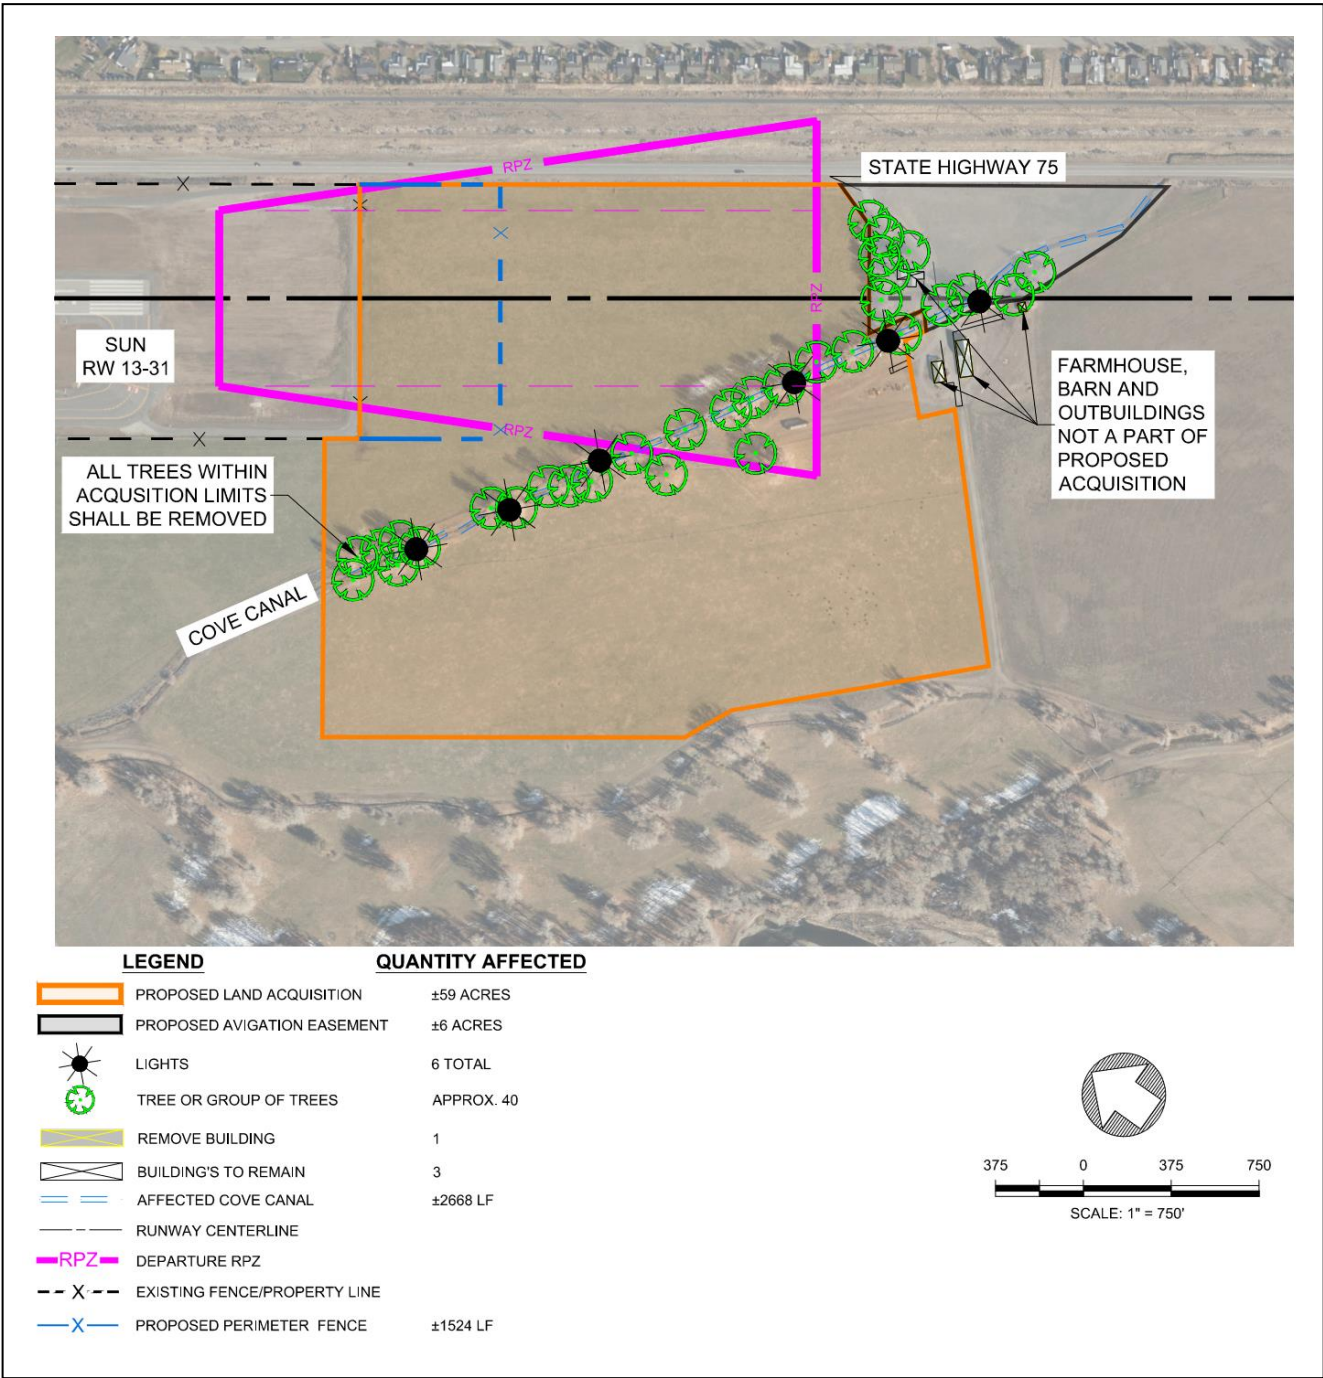 RPZ
STATE HIGHWAY 75
RPZ
SUN
RW 13-31
FARMHOUSE,
BARN AND
OUTBUILDINGS
NOT A PART OF
PROPOSED
ACQUISITION
RPZ
ALL TREES WITHIN
ACQUSITION LIMITS
SHALL BE REMOVED
COVE CANAL
LEGEND QUANTITY AFFECTED
PROPOSED LAND ACQUISITION ±59 ACRES
PROPOSED AVIGATION EASEMENT ±6 ACRES
LIGHTS 6 TOTAL
TREE OR GROUP OF TREES APPROX. 40
REMOVE BUILDING 1
BUILDING'S TO REMAIN 3
AFFECTED COVE CANAL ±2668 LF
RUNWAY CENTERLINE
RPZ DEPARTURE RPZ
X EXISTING FENCE/PROPERTY LINE
X PROPOSED PERIMETER FENCE ±1524 LF
375 0 375 750
SCALE: 1" = 750'